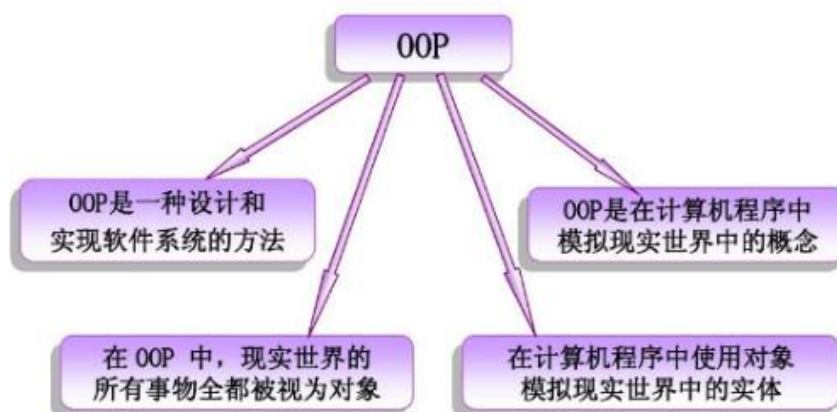 OOP
OOP是一种设计和
实现软件系统的方法
OOP是在计算机程序中
模拟现实世界中的概念
在 OOP 中，现实世界的
所有事物全都被视为对象
在计算机程序中使用对象
模拟现实世界中的实体